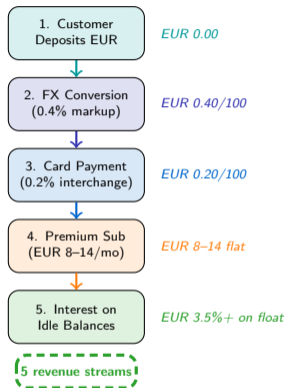 1. Customer
Deposits EUR
EUR 0.00
2. FX Conversion
(0.4% markup)
EUR 0.40/100
3. Card Payment
(0.2% interchange)
EUR 0.20/100
4. Premium Sub
(EUR 8–14/mo)
EUR 8–14 flat
5. Interest on
Idle Balances
EUR 3.5%+ on float
5 revenue streams